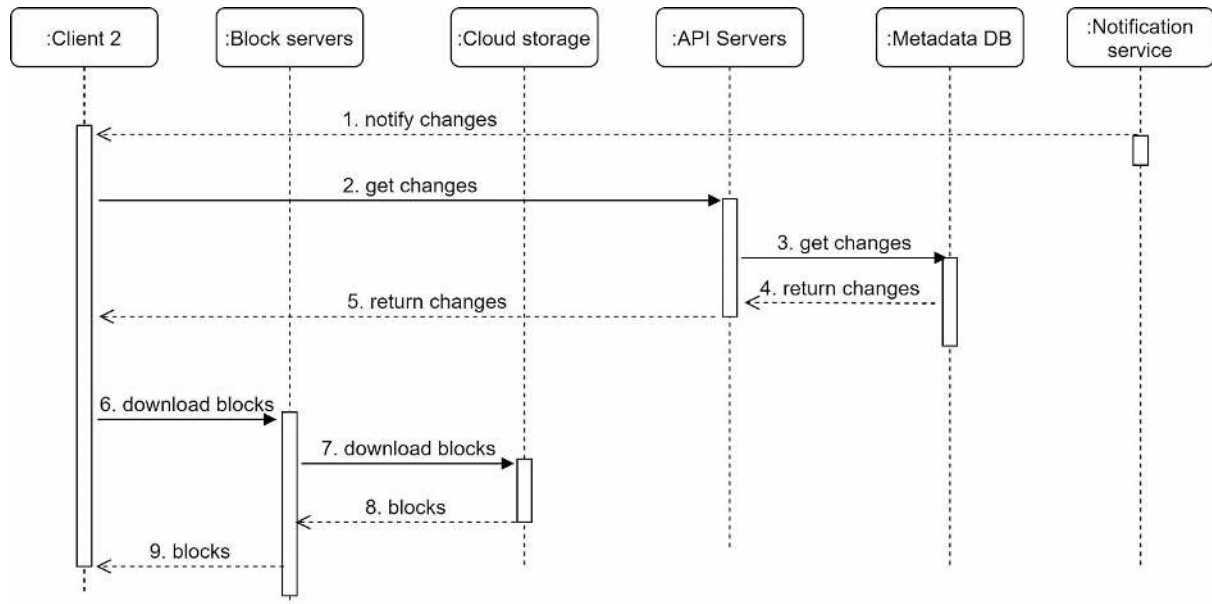 :Client 2
:Block servers
:Cloud storage
:API Servers
:Metadata DB
:Notification
service
1. notify changes
2. get changes
3. get changes
4. return changes
5. return changes
6. download blocks
7. download blocks
8. blocks
9. blocks